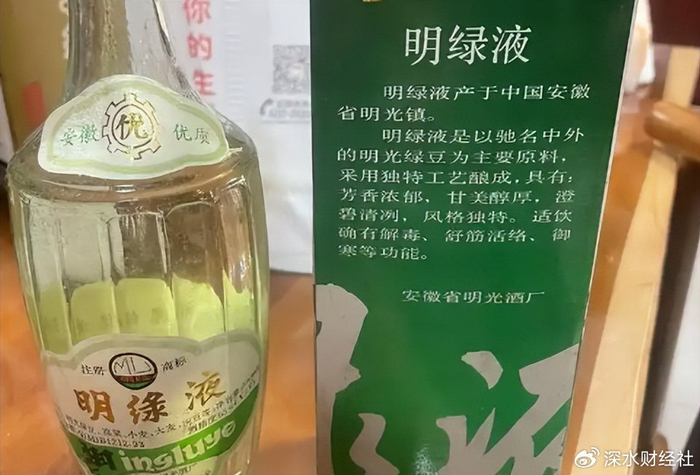 你的生
安徽 优 优质
注册 商标
明绿液
mingluye
明绿液
明绿液产于中国安徽
省明光镇。
明绿液是以驰名中外
的明光绿豆为主要原料，
采用独特工艺酿成，具有：
芳香浓郁，甘美醇厚，澄
碧清冽，风格独特。适饮
确有解毒、舒筋活络、御
寒等功能。
安徽省明光酒厂
@深水财经社